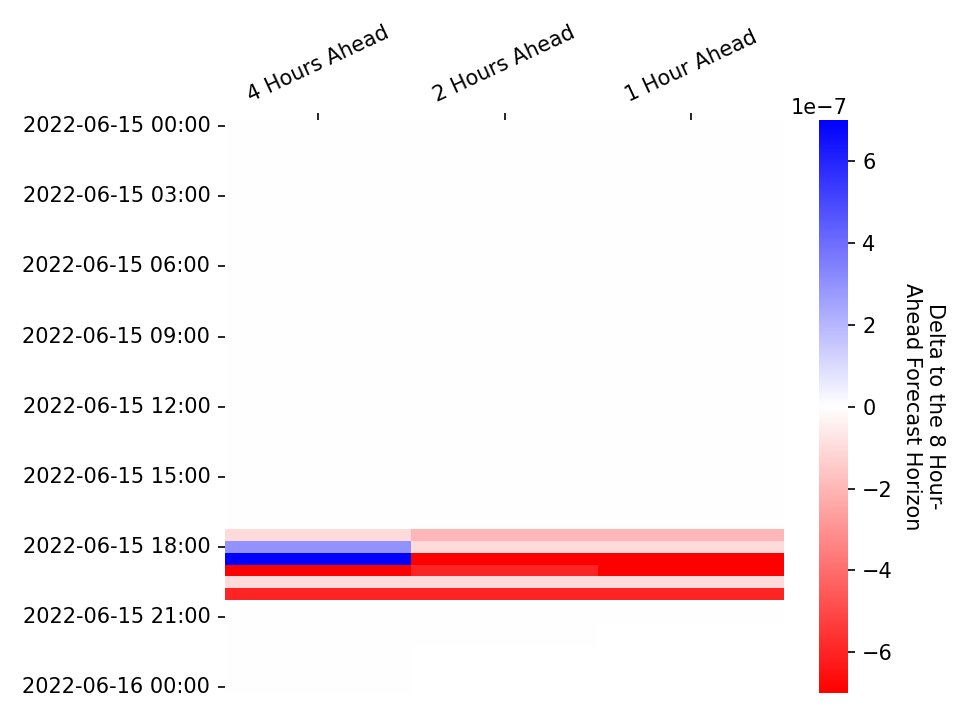 4 Hours Ahead
2 Hours Ahead
1 Hour Ahead
1e−7
2022-06-15 00:00
2022-06-15 03:00
2022-06-15 06:00
2022-06-15 09:00
2022-06-15 12:00
2022-06-15 15:00
2022-06-15 18:00
2022-06-15 21:00
2022-06-16 00:00
6
4
2
0
−2
−4
−6
Delta to the 8 Hour-
Ahead Forecast Horizon